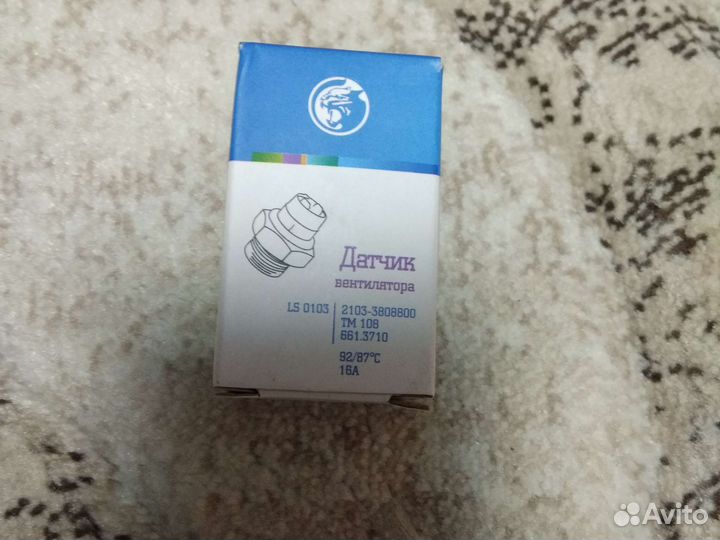 Датчик
вентилятора
LS 0103
2103-3808800
ТМ 108
661.3710
92/87°C
16A
Avito